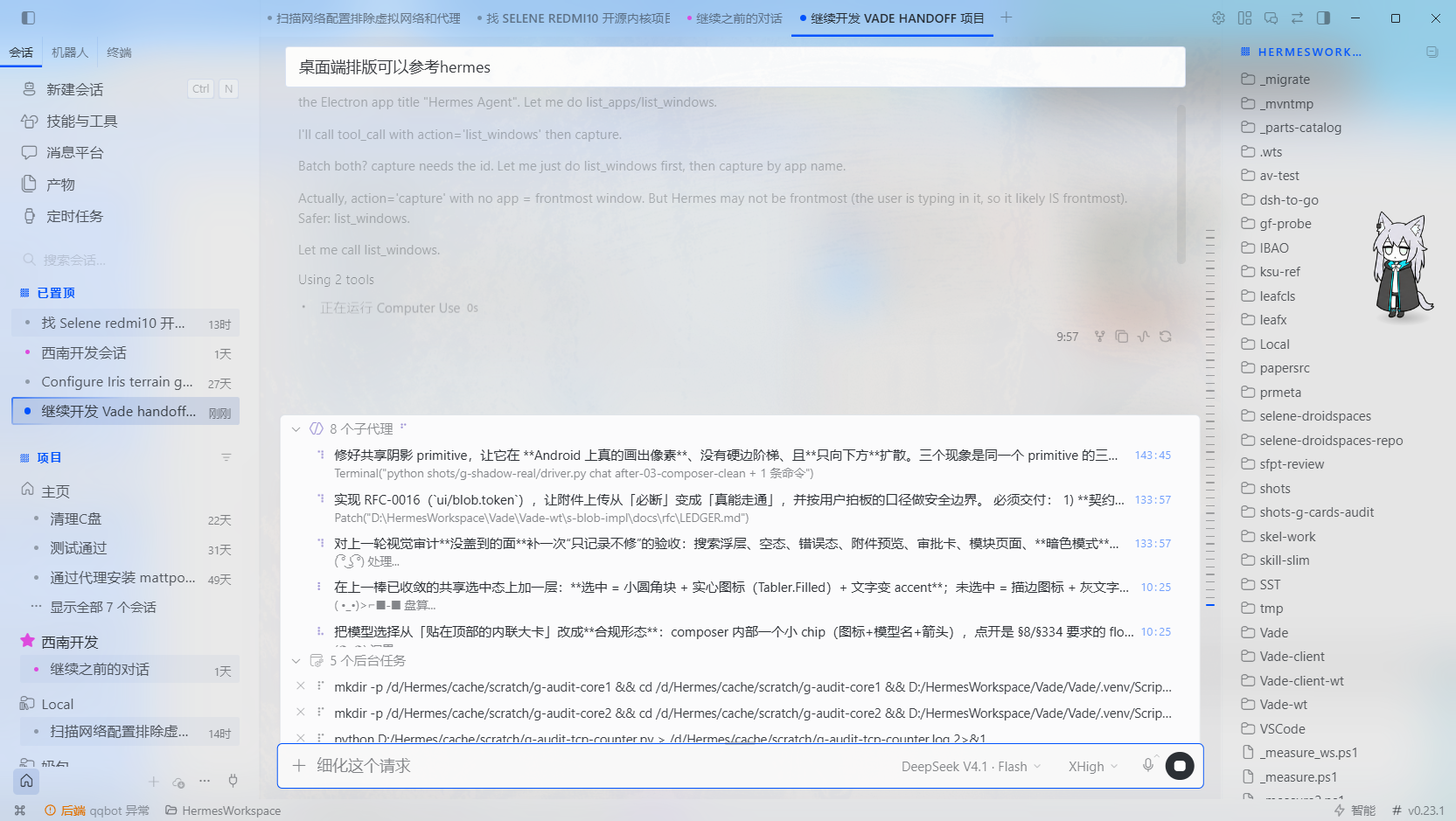 扫描网络配置排除虚拟网络和代理
找 SELENE REDMI10 开源内核项目
继续之前的对话
继续开发 VADE HANDOFF 项目
会话
机器人
终端
新建会话
Ctrl
N
技能与工具
消息平台
产物
定时任务
搜索会话...
已置顶
找 Selene redmi10 开...
13时
西南开发会话
1天
Configure Iris terrain g...
27天
继续开发 Vade handoff...
刚刚
项目
主页
清理C盘
22天
测试通过
31天
通过代理安装 mattpo...
49天
显示全部 7 个会话
西南开发
继续之前的对话
1天
Local
扫描网络配置排除虚...
14时
桌面端排版可以参考hermes
the Electron app title "Hermes Agent". Let me do list_apps/list_windows.
I'll call tool_call with action='list_windows' then capture.
Batch both? capture needs the id. Let me just do list_windows first, then capture by app name.
Actually, action='capture' with no app = frontmost window. But Hermes may not be frontmost (the user is typing in it, so it likely IS frontmost).
Safer: list_windows.
Let me call list_windows.
Using 2 tools
正在运行 Computer Use 0s
9:57
8 个子代理
修好共享阴影 primitive，让它在 **Android 上真的画出像素**、没有硬边阶梯、且**只向下方**扩散。三个现象是同一个 primitive 的三...
143:45
Terminal("python shots/g-shadow-real/driver.py chat after-03-composer-clean + 1 条命令")
实现 RFC-0016（`ui/blob.token`），让附件上传从「必断」变成「真能走通」，并按用户拍板的口径做安全边界。 必须交付： 1) **契约...
133:57
Patch("D:\HermesWorkspace\Vade\Vade-wt\s-blob-impl\docs\rfc\LEDGER.md")
对上一轮视觉审计**没盖到的面**补一次“只记录不修”的验收：搜索浮层、空态、错误态、附件预览、审批卡、模块页面、**暗色模式**...
133:57
处理...
在上一棒已收敛的共享选中态上加一层：**选中 = 小圆角块 + 实心图标（Tabler.Filled）+ 文字变 accent**；未选中 = 描边图标 + 灰文字...
10:25
( •_•)>⌐■-■ 盘算...
把模型选择从「贴在顶部的内联大卡」改成**合规形态**：composer 内部一个小 chip（图标+模型名+箭头），点开是 §8/§334 要求的 flo...
10:25
5 个后台任务
mkdir -p /d/Hermes/cache/scratch/g-audit-core1 && cd /d/Hermes/cache/scratch/g-audit-core1 && D:/HermesWorkspace/Vade/Vade/.venv/Scrip...
mkdir -p /d/Hermes/cache/scratch/g-audit-core2 && cd /d/Hermes/cache/scratch/g-audit-core2 && D:/HermesWorkspace/Vade/Vade/.venv/Scrip...
python D:/Hermes/cache/scratch/g-audit-tcp-counter.py > /d/Hermes/cache/scratch/g-audit-tcp-counter.log 2>&1
细化这个请求
DeepSeek V4.1 · Flash
XHigh
HERMESWORK...
_migrate
_mvntmp
_parts-catalog
.wts
av-test
dsh-to-go
gf-probe
IBAO
ksu-ref
leafcls
leafx
Local
papersrc
prmeta
selene-droidspaces
selene-droidspaces-repo
sfpt-review
shots
shots-g-cards-audit
skel-work
skill-slim
SST
tmp
Vade
Vade-client
Vade-client-wt
Vade-wt
VSCode
_measure_ws.ps1
_measure.ps1
后端 qqbot 异常
HermesWorkspace
智能
# v0.23.1